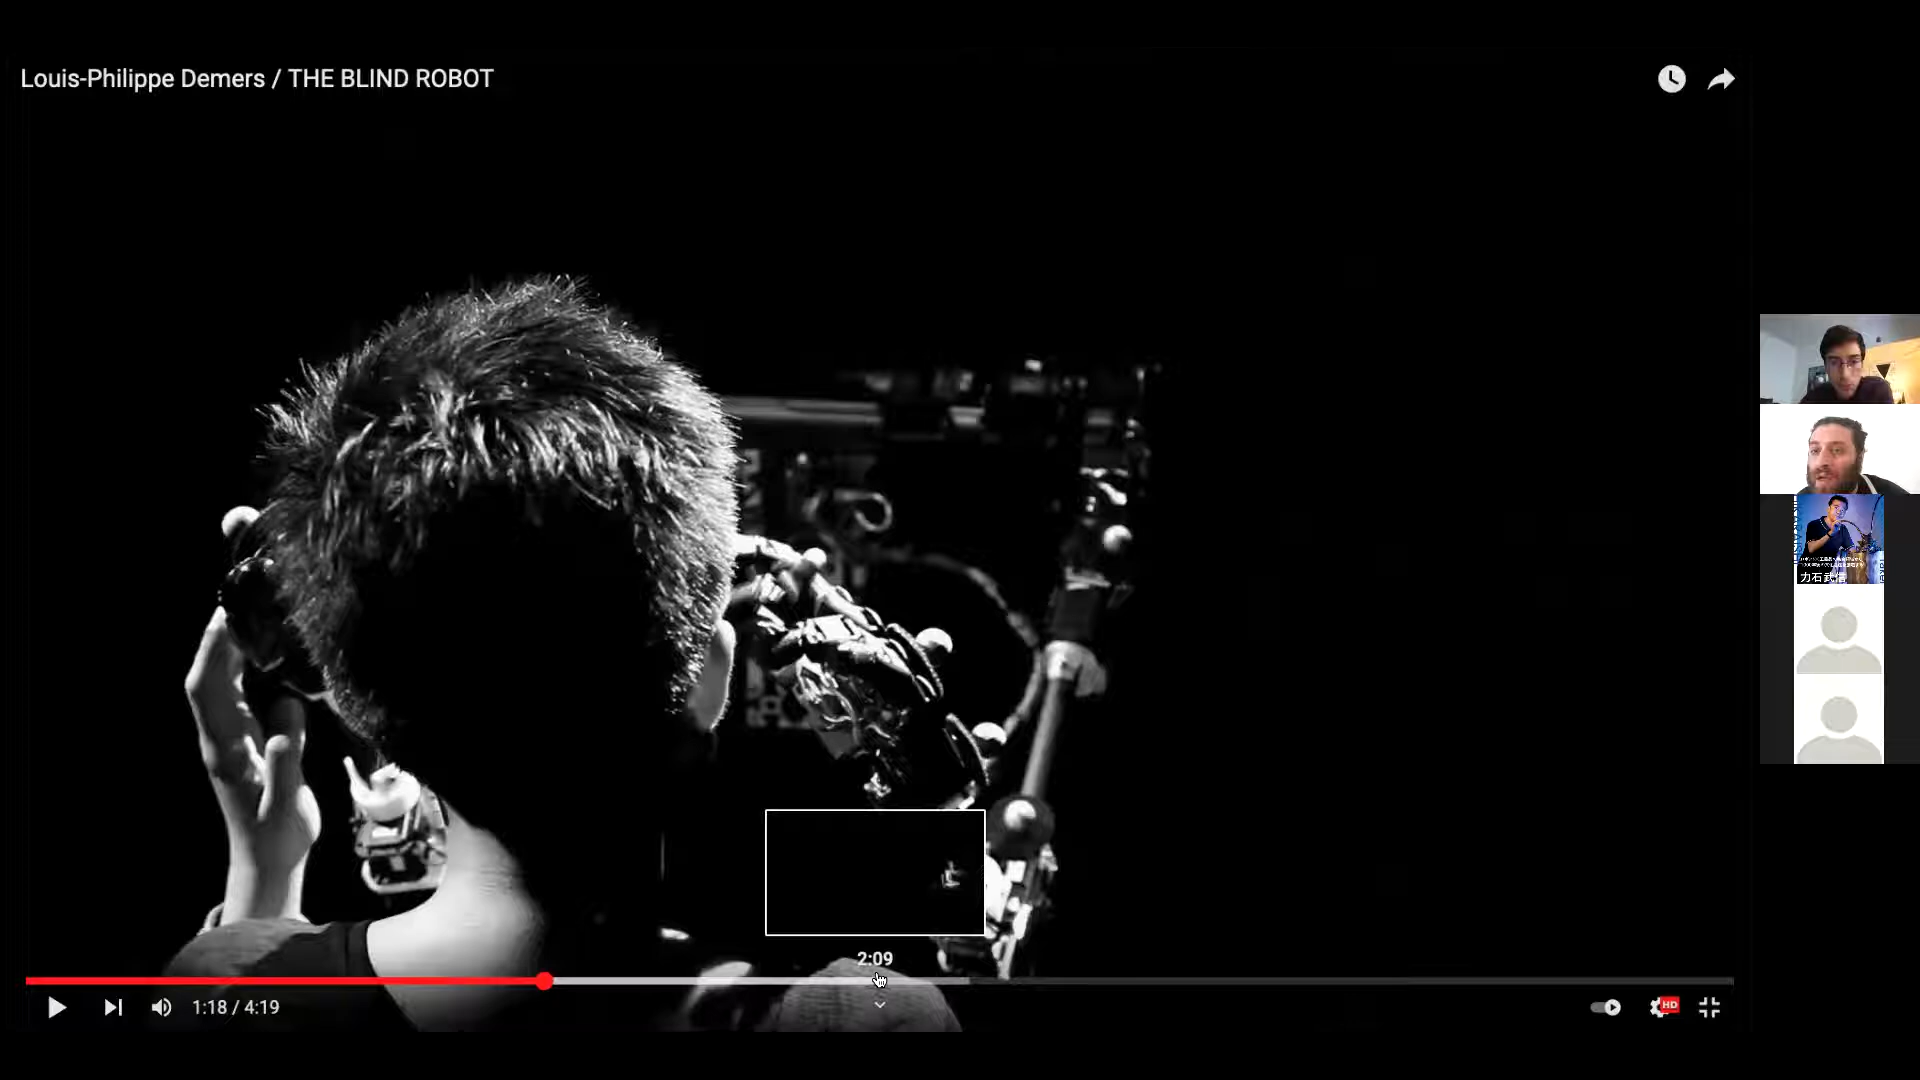 Louis-Philippe Demers / THE BLIND ROBOT
力石武信
2:09
1:18 / 4:19
HD